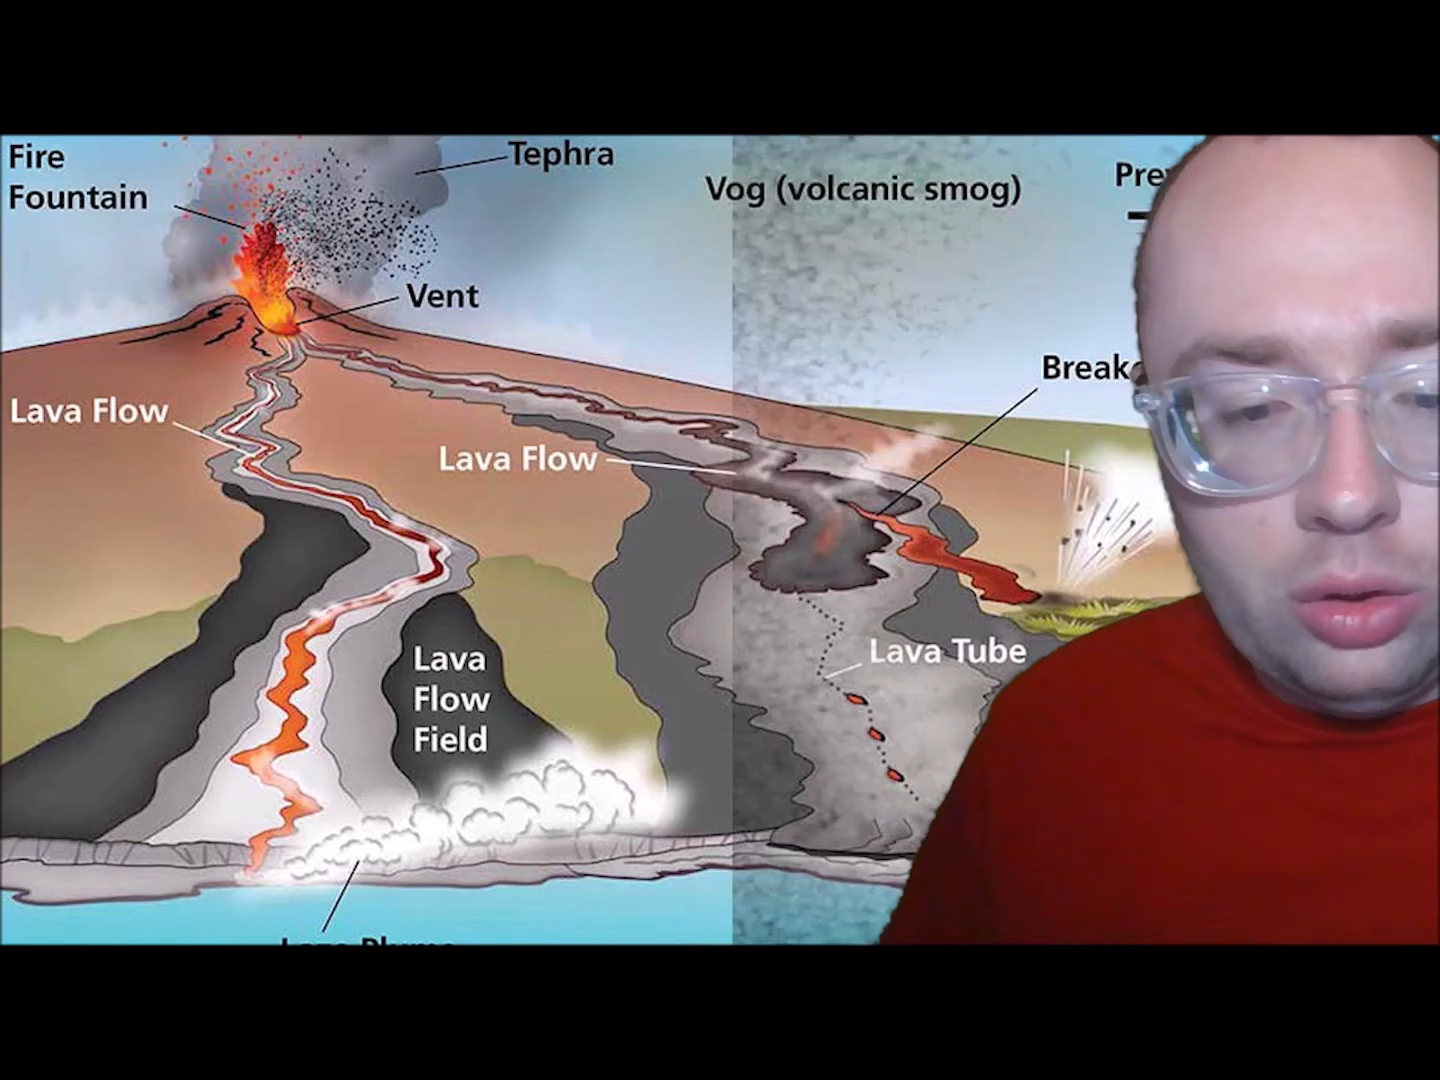 Fire
Fountain
Tephra
Vog (volcanic smog)
Vent
Lava Flow
Lava Flow
Lava Tube
Lava
Flow
Field